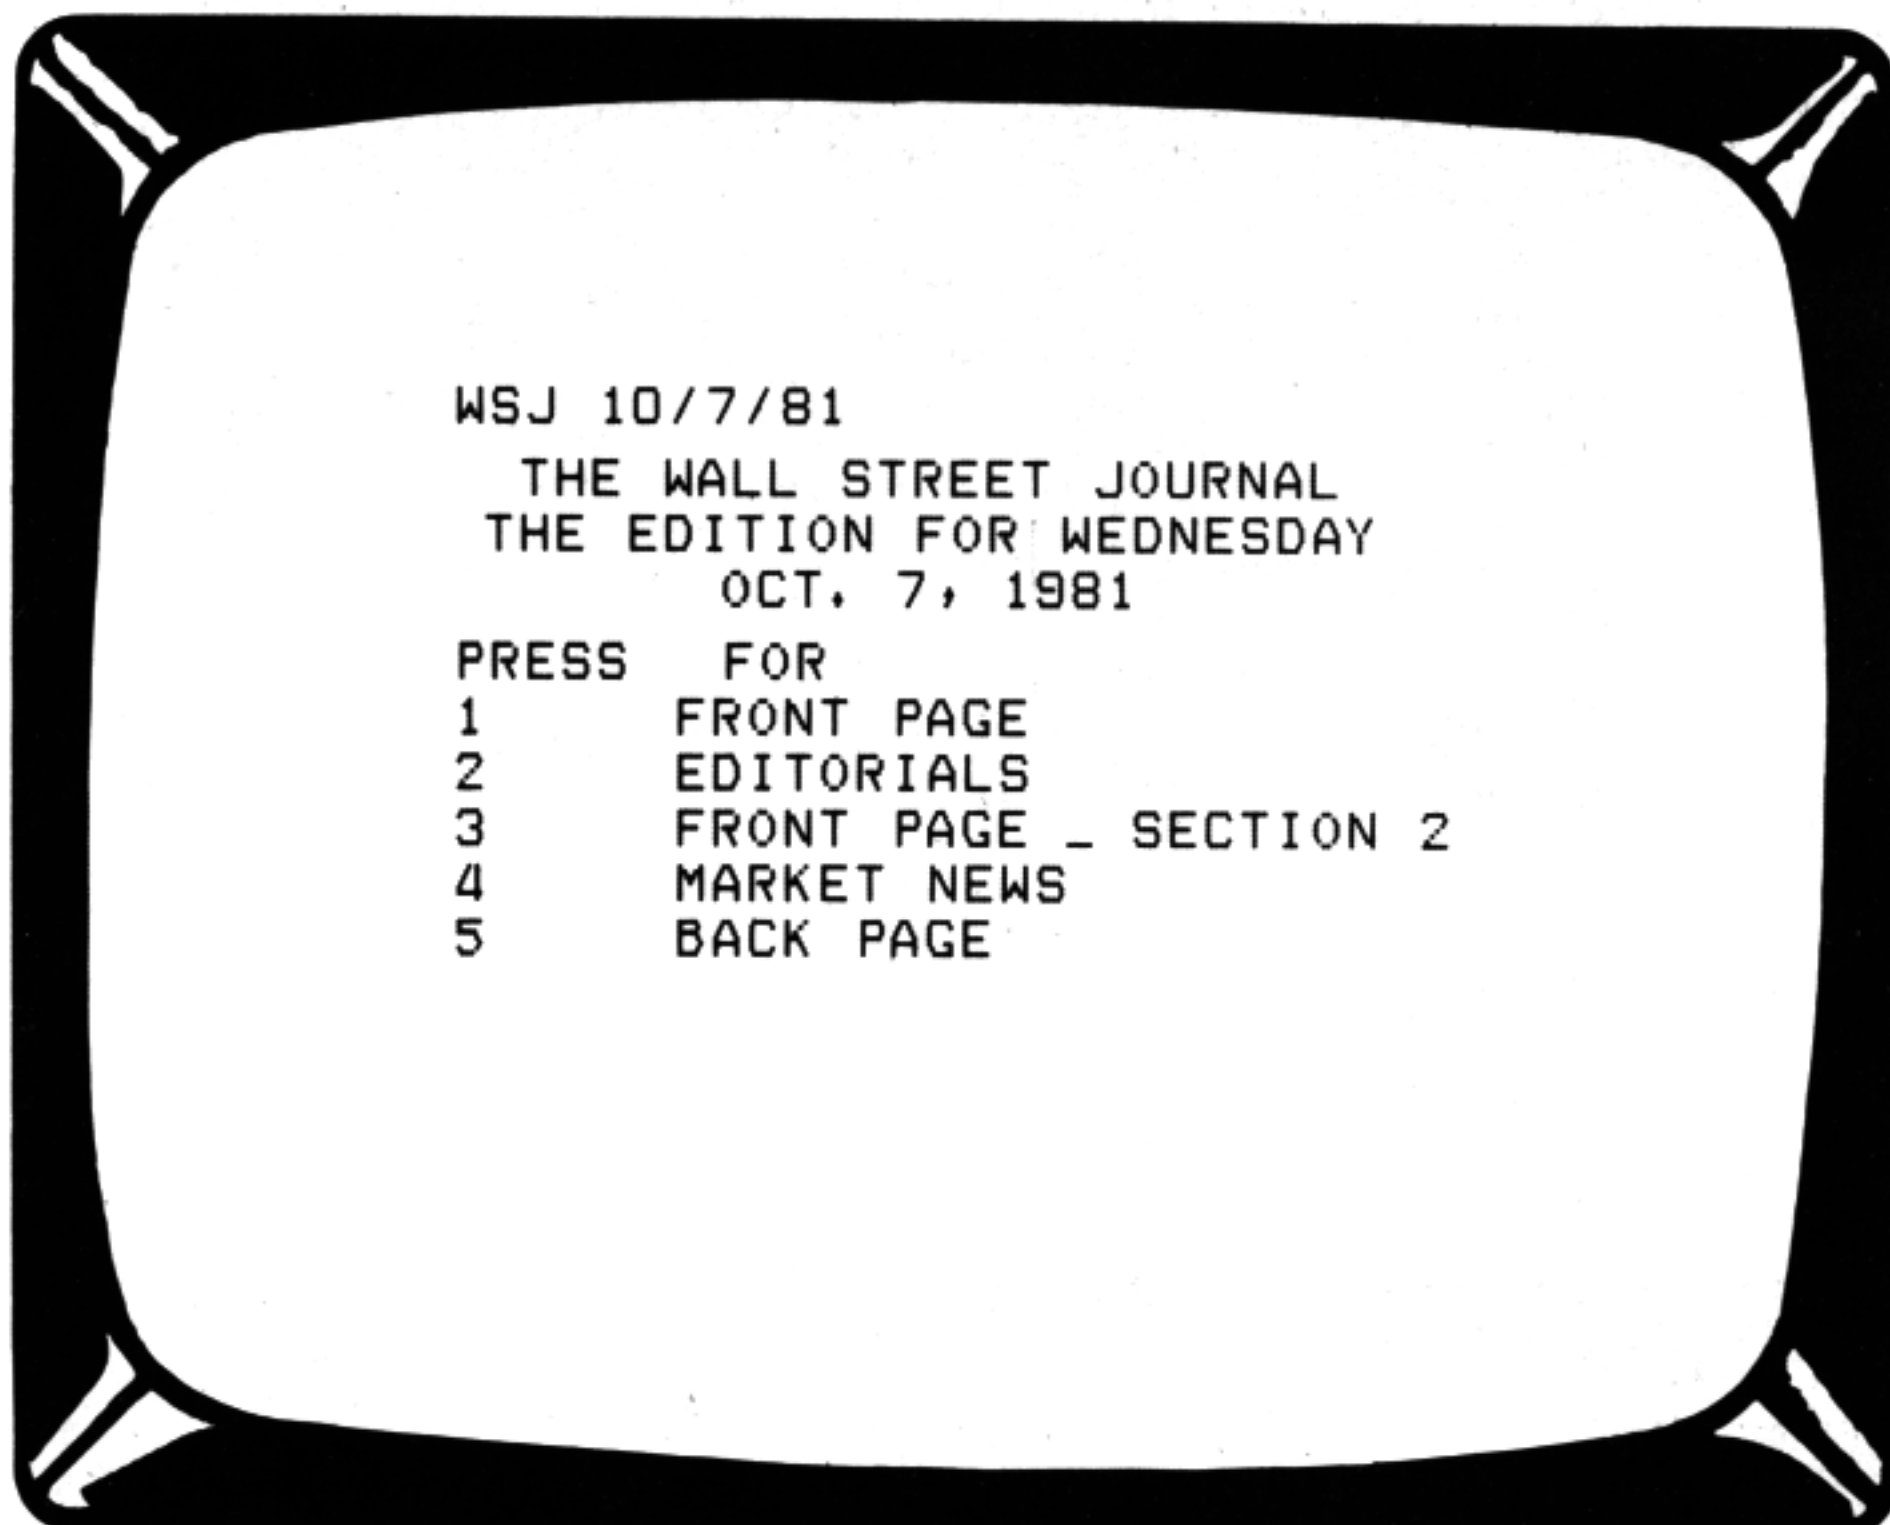 WSJ 10/7/81
THE WALL STREET JOURNAL
THE EDITION FOR WEDNESDAY
OCT. 7, 1981
PRESS FOR
1 FRONT PAGE
2 EDITORIALS
3 FRONT PAGE _ SECTION 2
4 MARKET NEWS
5 BACK PAGE